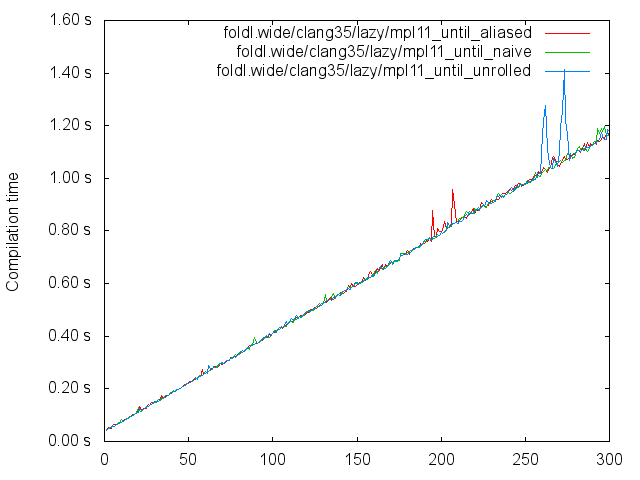 foldl.wide/clang35/lazy/mpl11_until_aliased
foldl.wide/clang35/lazy/mpl11_until_naive
foldl.wide/clang35/lazy/mpl11_until_unrolled
Compilation time
1.60 s
1.40 s
1.20 s
1.00 s
0.80 s
0.60 s
0.40 s
0.20 s
0.00 s
0 50 100 150 200 250 300